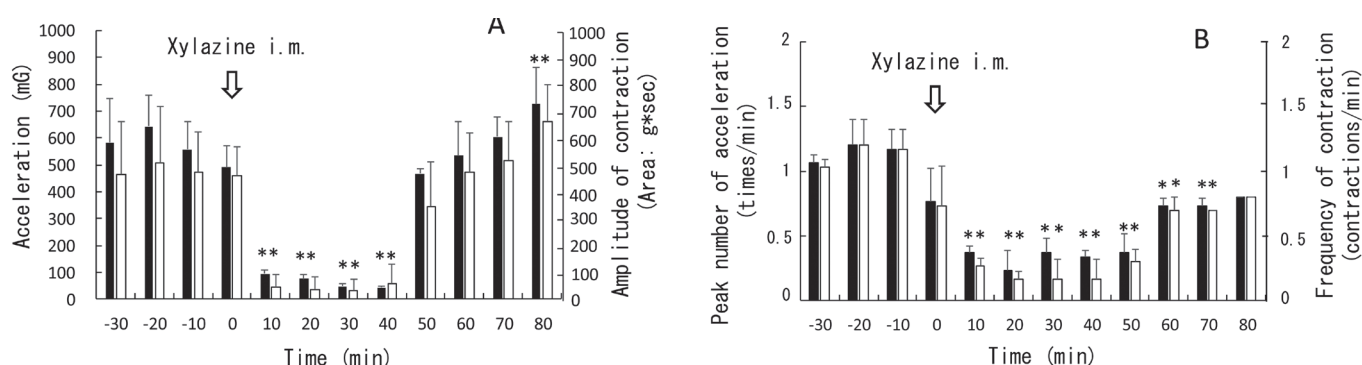 A
Xylazine i.m.
Acceleration (mG)
1000
900
800
700
600
500
400
300
200
100
0
** ** ** ** **
1000
900
800
700
600
500
400
300
200
100
0
Amplitude of contraction
(Area: g*sec)
-30 -20 -10 0 10 20 30 40 50 60 70 80
Time (min)
B
Xylazine i.m.
Peak number of acceleration
(times/min)
2
1.5
1
0.5
0
** ** ** ** ** ** **
2
1.5
1
0.5
0
Frequency of contraction
(contractions/min)
-30 -20 -10 0 10 20 30 40 50 60 70 80
Time (min)